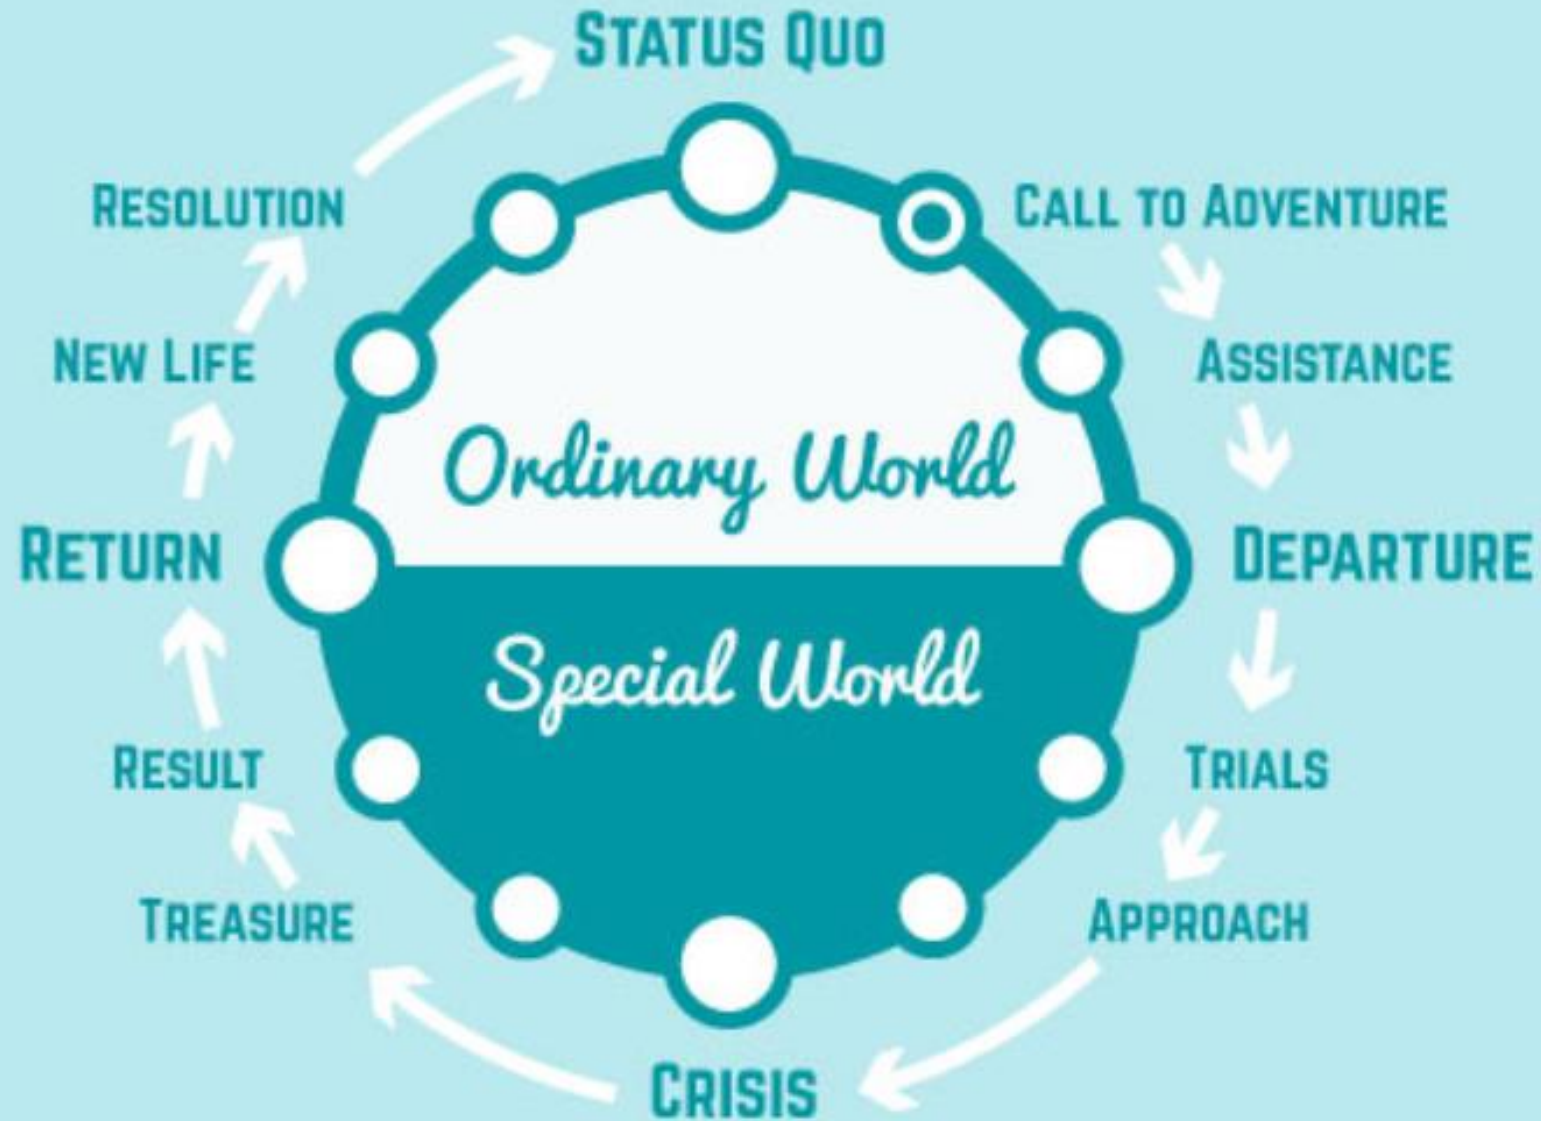 STATUS QUO
CALL TO ADVENTURE
ASSISTANCE
DEPARTURE
TRIALS
APPROACH
CRISIS
TREASURE
RESULT
RETURN
NEW LIFE
RESOLUTION
Ordinary World
Special World